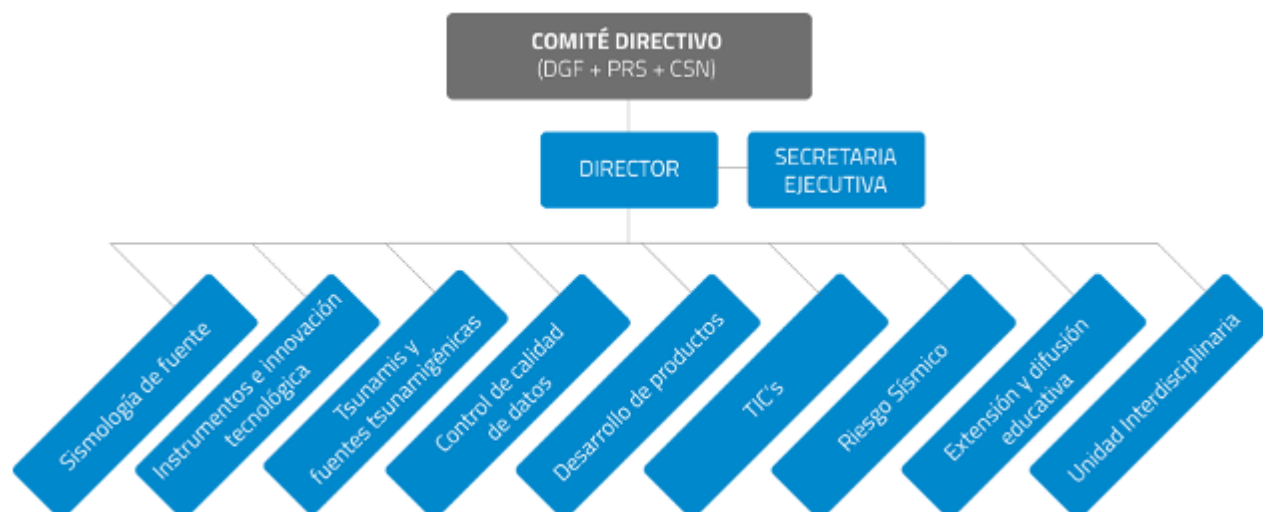 COMITÉ DIRECTIVO
(DGF + PRS + CSN)
DIRECTOR
SECRETARIA
EJECUTIVA
Sismología de fuente
Instrumentos e innovación
tecnológica
Tsunamis y
fuentes tsunamigénicas
Control de calidad
de datos
Desarrollo de productos
TIC's
Riesgo Sísmico
Extensión y difusión
educativa
Unidad Interdisciplinaria